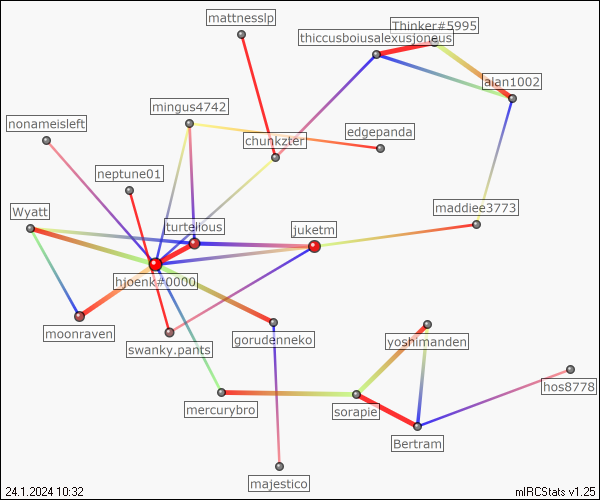 mattnesslp
Thinker#5995
thiccusboiusalexusjoneus
alan1002
mingus4742
nonameisleft
chunkzter
edgepanda
neptune01
Wyatt
maddiee3773
turtelious
juketm
hjoenk#0000
moonraven
swanky.pants
gorudenneko
yoshimanden
hos8778
mercurybro
sorapie
Bertram
majestico
24.1.2024 10:32
mIRCStats v1.25